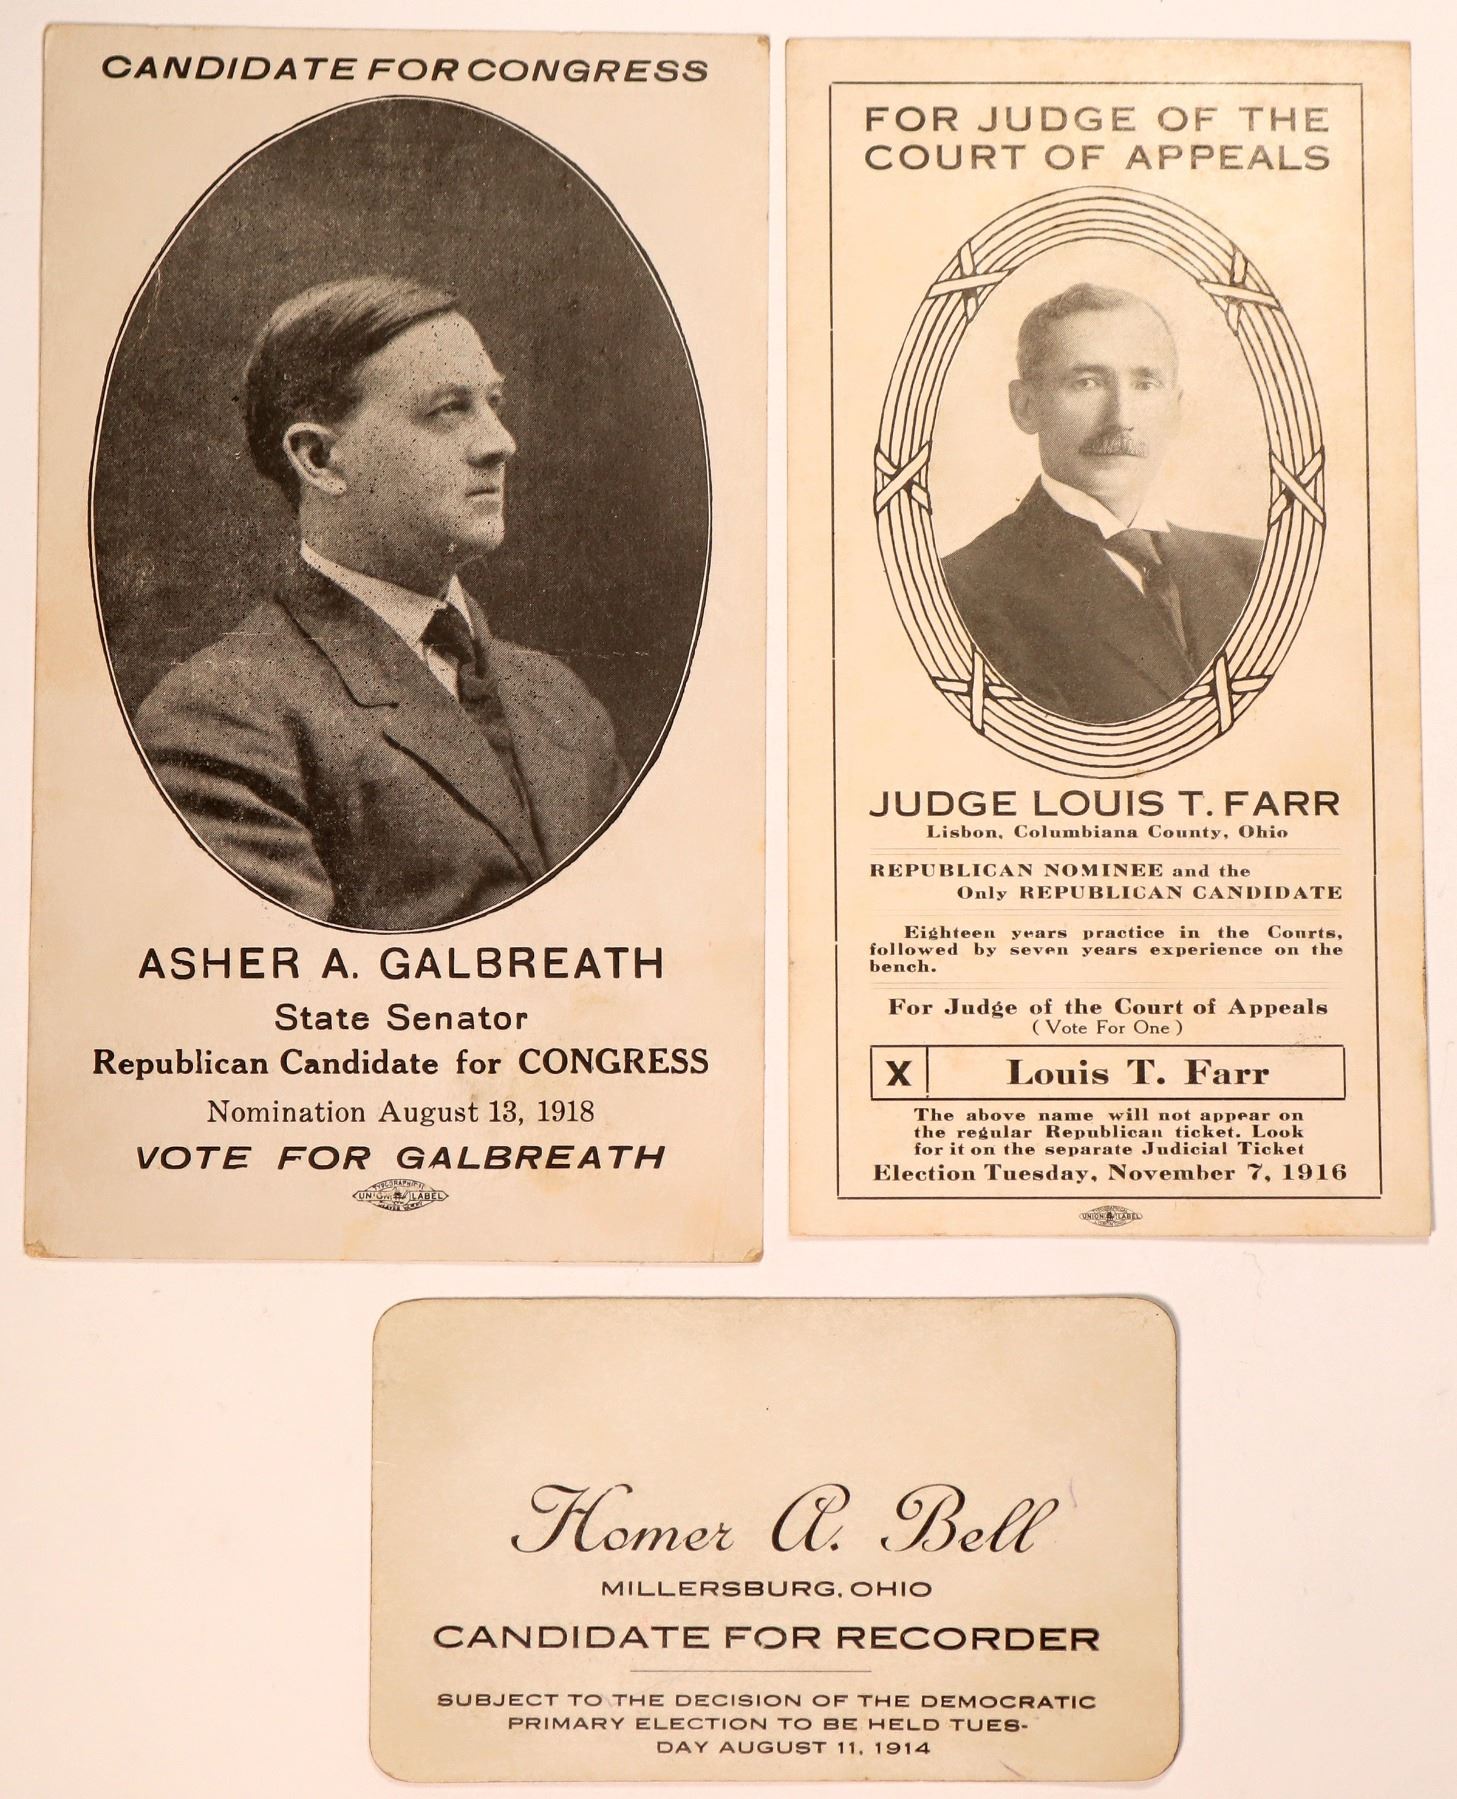 CANDIDATE FOR CONGRESS
ASHER A. GALBREATH
State Senator
Republican Candidate for CONGRESS
Nomination August 13, 1918
VOTE FOR GALBREATH
UNION LABEL
FOR JUDGE OF THE
COURT OF APPEALS
JUDGE LOUIS T. FARR
Lisbon, Columbiana County, Ohio
REPUBLICAN NOMINEE and the
Only REPUBLICAN CANDIDATE
Eighteen years practice in the Courts,
followed by seven years experience on the
bench.
For Judge of the Court of Appeals
(Vote For One)
X Louis T. Farr
The above name will not appear on
the regular Republican ticket. Look
for it on the separate Judicial Ticket
Election Tuesday, November 7, 1916
UNION LABEL
Homer A. Bell
MILLERSBURG, OHIO
CANDIDATE FOR RECORDER
SUBJECT TO THE DECISION OF THE DEMOCRATIC
PRIMARY ELECTION TO BE HELD TUES-
DAY AUGUST 11, 1914